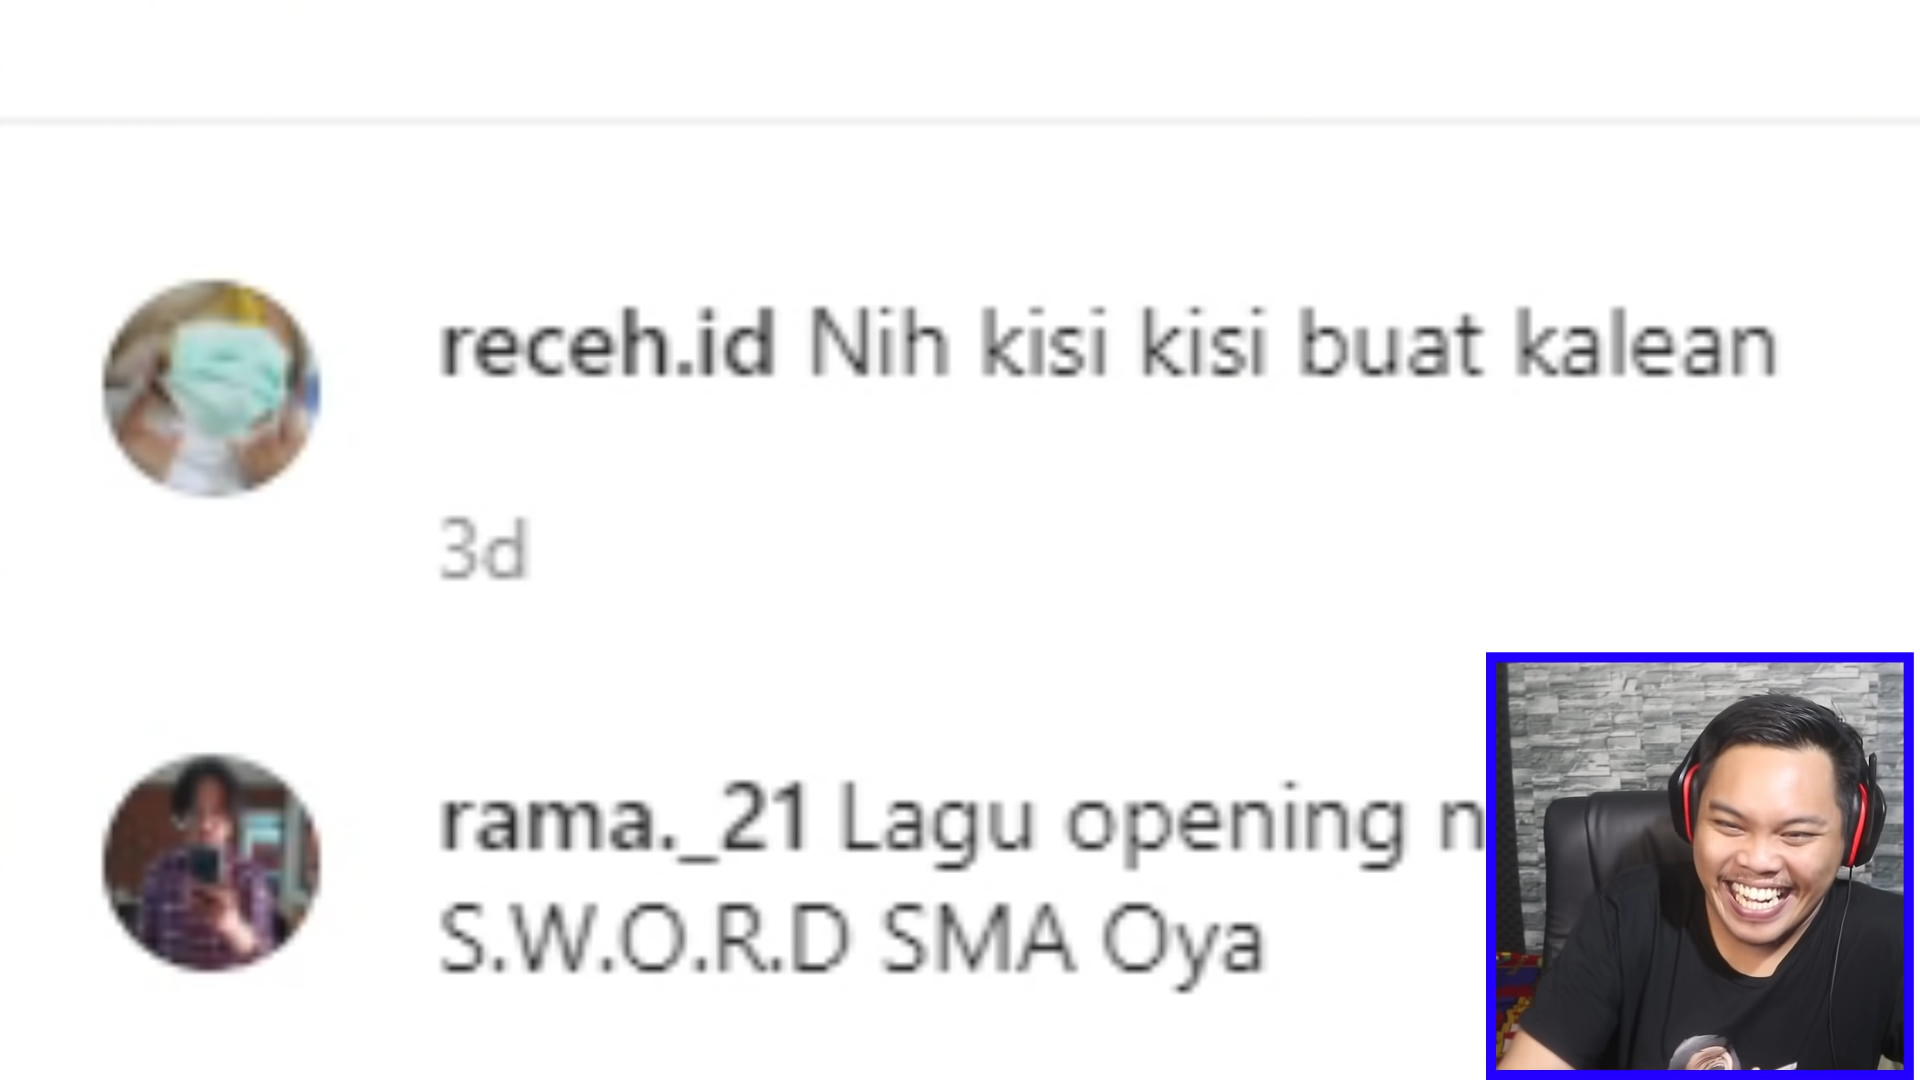 receh.id Nih kisi kisi buat kalean
3d
rama._21 Lagu opening
S.W.O.R.D SMA Oya